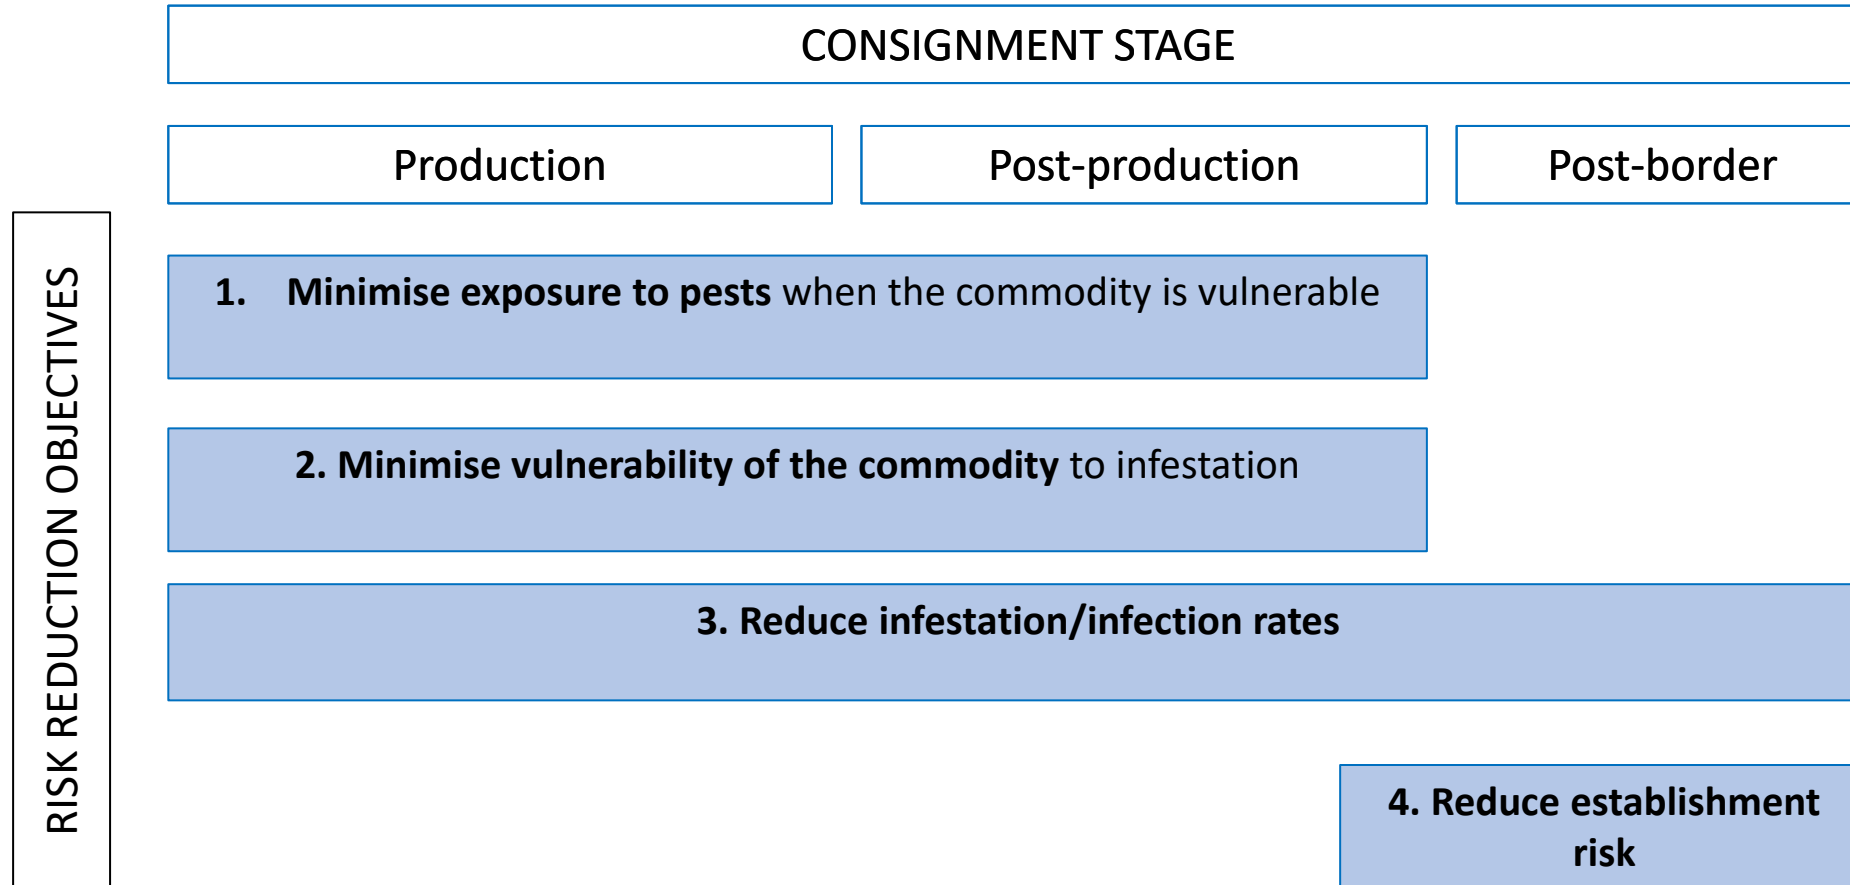 CONSIGNMENT STAGE
Production
Post-production
Post-border
RISK REDUCTION OBJECTIVES
1. Minimise exposure to pests when the commodity is vulnerable
2. Minimise vulnerability of the commodity to infestation
3. Reduce infestation/infection rates
4. Reduce establishment
risk